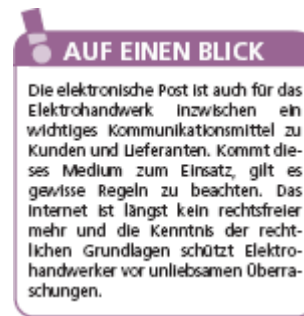 AUF EINEN BLICK
Die elektronische Post ist auch für das
Elektrohandwerk inzwischen ein
wichtiges Kommunikationsmittel zu
Kunden und Lieferanten. Kommt die-
ses Medium zum Einsatz, gilt es
gewisse Regeln zu beachten. Das
Internet ist längst kein rechtsfreier
mehr und die Kenntnis der recht-
lichen Grundlagen schützt Elektro-
handwerker vor unliebsamen Überra-
schungen.